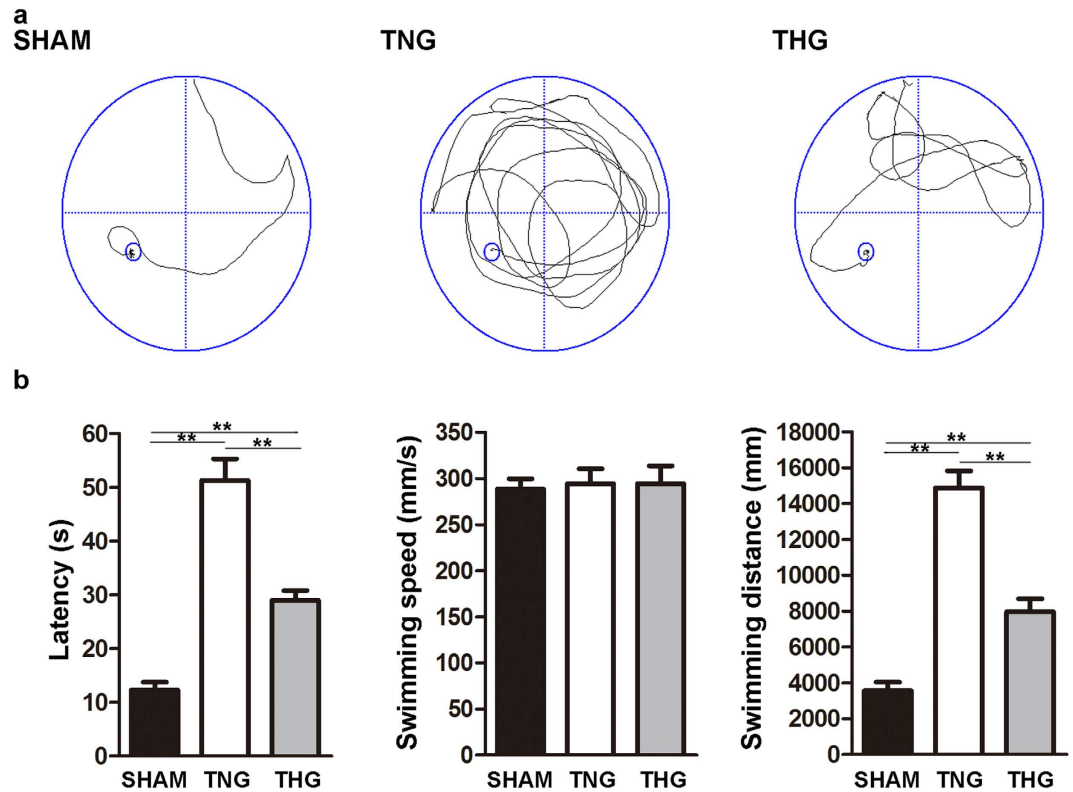 a
SHAM TNG THG
b
Latency (s)
60
50
40
30
20
10
0
** ** **
SHAM TNG THG
Swimming speed (mm/s)
350
300
250
200
150
100
50
0
SHAM TNG THG
Swimming distance (mm)
18000
16000
14000
12000
10000
8000
6000
4000
2000
0
** ** **
SHAM TNG THG